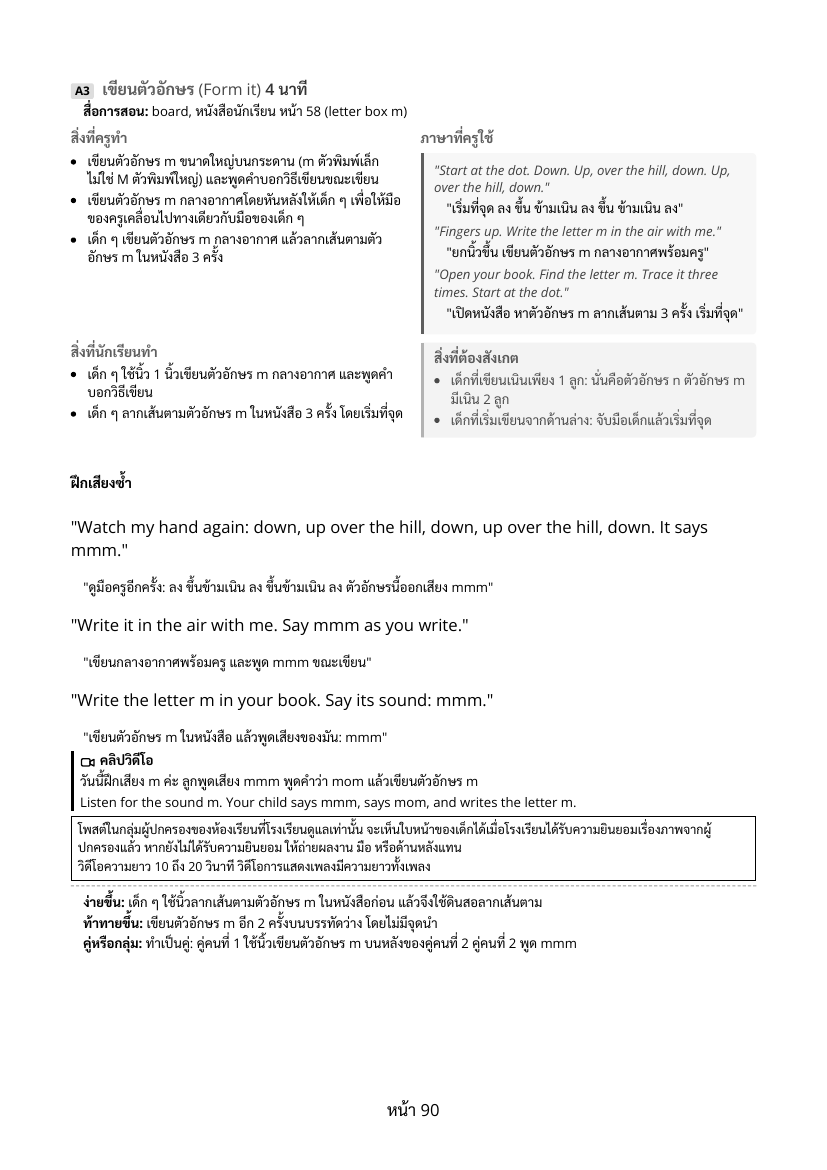 A3 เขียนตัวอักษร (Form it) 4 นาที
สื่อการสอน: board, หนังสือนักเรียน หน้า 58 (letter box m)
สิ่งที่ครูทำ
• เขียนตัวอักษร m ขนาดใหญ่บนกระดาน (m ตัวพิมพ์เล็ก
ไม่ใช่ M ตัวพิมพ์ใหญ่) และพูดคำบอกวิธีเขียนขณะเขียน
• เขียนตัวอักษร m กลางอากาศโดยหันหลังให้เด็ก ๆ เพื่อให้มือ
ของครูเคลื่อนไปทางเดียวกับมือของเด็ก ๆ
• เด็ก ๆ เขียนตัวอักษร m กลางอากาศ แล้วลากเส้นตามตัว
อักษร m ในหนังสือ 3 ครั้ง
ภาษาที่ครูใช้
"Start at the dot. Down. Up, over the hill, down. Up,
over the hill, down."
"เริ่มที่จุด ลง ขึ้น ข้ามเนิน ลง ขึ้น ข้ามเนิน ลง"
"Fingers up. Write the letter m in the air with me."
"ยกนิ้วขึ้น เขียนตัวอักษร m กลางอากาศพร้อมครู"
"Open your book. Find the letter m. Trace it three
times. Start at the dot."
"เปิดหนังสือ หาตัวอักษร m ลากเส้นตาม 3 ครั้ง เริ่มที่จุด"
สิ่งที่นักเรียนทำ
• เด็ก ๆ ใช้นิ้ว 1 นิ้วเขียนตัวอักษร m กลางอากาศ และพูดคำ
บอกวิธีเขียน
• เด็ก ๆ ลากเส้นตามตัวอักษร m ในหนังสือ 3 ครั้ง โดยเริ่มที่จุด
สิ่งที่ต้องสังเกต
• เด็กที่เขียนเนินเพียง 1 ลูก: นั่นคือตัวอักษร n ตัวอักษร m
มีเนิน 2 ลูก
• เด็กที่เริ่มเขียนจากด้านล่าง: จับมือเด็กแล้วเริ่มที่จุด
ฝึกเสียงซ้ำ
"Watch my hand again: down, up over the hill, down, up over the hill, down. It says
mmm."
"ดูมือครูอีกครั้ง: ลง ขึ้นข้ามเนิน ลง ขึ้นข้ามเนิน ลง ตัวอักษรนี้ออกเสียง mmm"
"Write it in the air with me. Say mmm as you write."
"เขียนกลางอากาศพร้อมครู และพูด mmm ขณะเขียน"
"Write the letter m in your book. Say its sound: mmm."
"เขียนตัวอักษร m ในหนังสือ แล้วพูดเสียงของมัน: mmm"
คลิปวิดีโอ
วันนี้ฝึกเสียง m ค่ะ ลูกพูดเสียง mmm พูดคำว่า mom แล้วเขียนตัวอักษร m
Listen for the sound m. Your child says mmm, says mom, and writes the letter m.
โพสต์ในกลุ่มผู้ปกครองของห้องเรียนที่โรงเรียนดูแลเท่านั้น จะเห็นใบหน้าของเด็กได้เมื่อโรงเรียนได้รับความยินยอมเรื่องภาพจากผู้
ปกครองแล้ว หากยังไม่ได้รับความยินยอม ให้ถ่ายผลงาน มือ หรือด้านหลังแทน
วิดีโอความยาว 10 ถึง 20 วินาที วิดีโอการแสดงเพลงมีความยาวทั้งเพลง
ง่ายขึ้น: เด็ก ๆ ใช้นิ้วลากเส้นตามตัวอักษร m ในหนังสือก่อน แล้วจึงใช้ดินสอลากเส้นตาม
ท้าทายขึ้น: เขียนตัวอักษร m อีก 2 ครั้งบนบรรทัดว่าง โดยไม่มีจุดนำ
คู่หรือกลุ่ม: ทำเป็นคู่: คู่คนที่ 1 ใช้นิ้วเขียนตัวอักษร m บนหลังของคู่คนที่ 2 คู่คนที่ 2 พูด mmm
หน้า 90